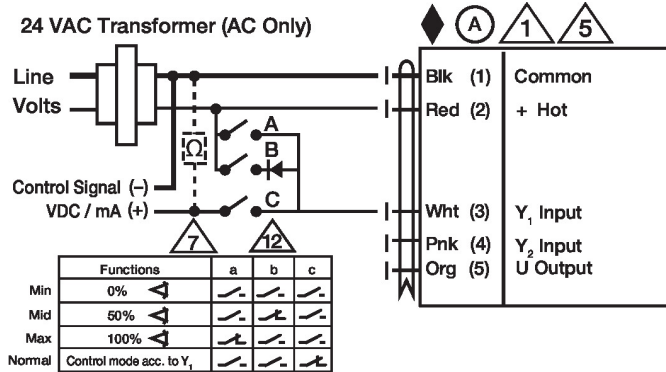 24 VAC Transformer (AC Only)
A 1 5
Line
Volts
Blk (1) Common
Red (2) + Hot
A
B
C
Ω
Control Signal (–)
VDC / mA (+)
Wht (3) Y1 Input
Pnk (4) Y2 Input
Org (5) U Output
7 12
Functions a b c
Min 0%
Mid 50%
Max 100%
Normal Control mode acc. to Y1